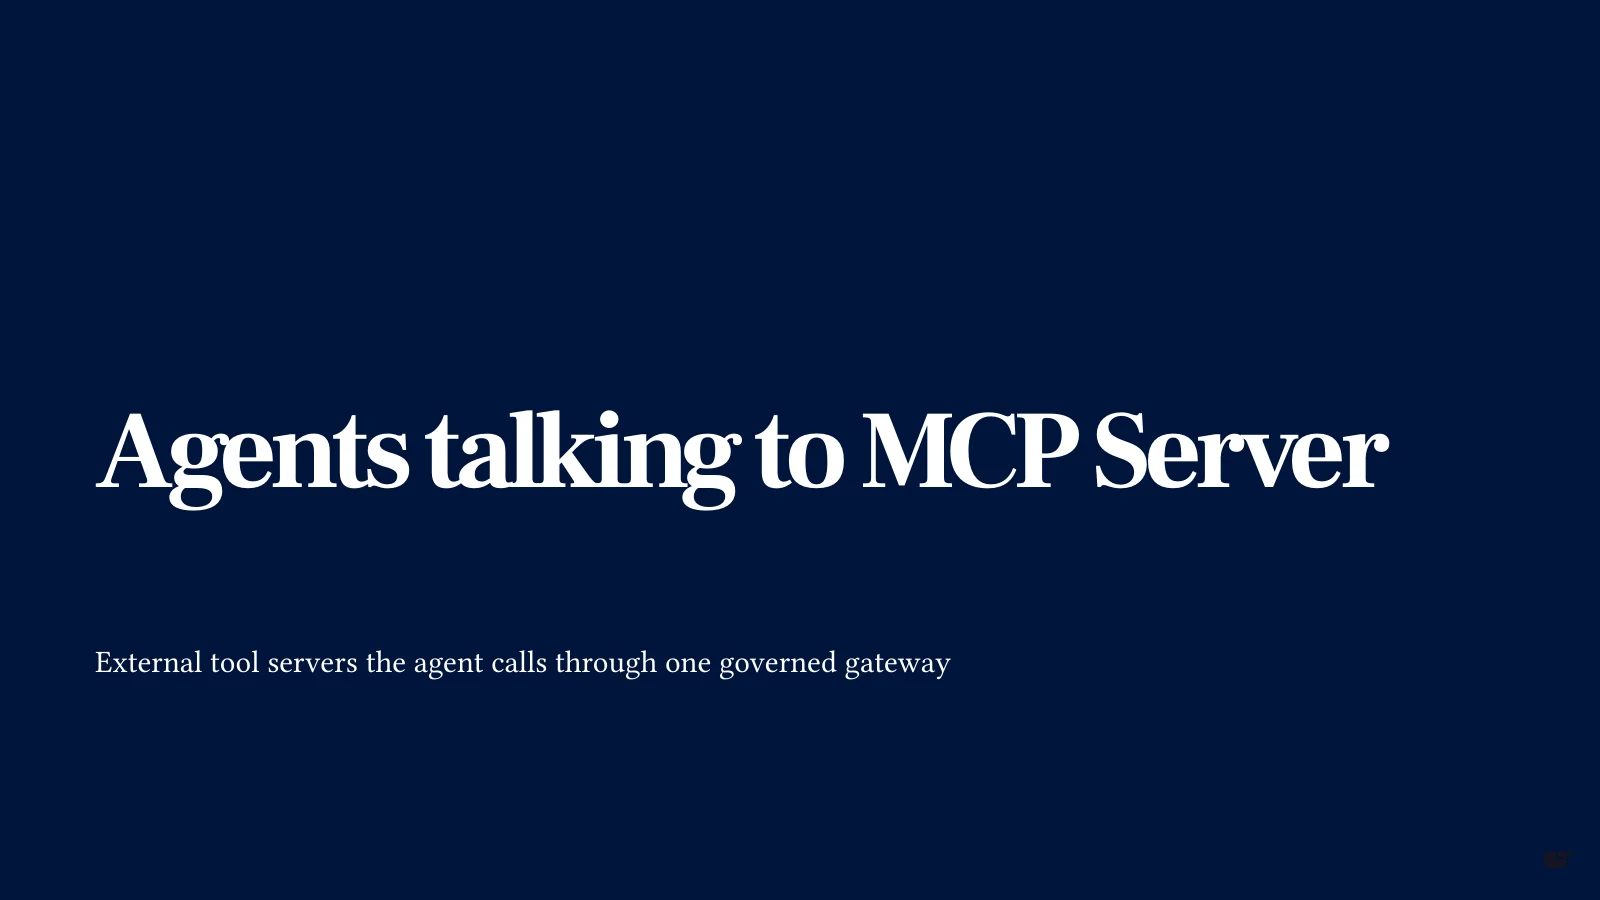 Agents talking to MCP Server
External tool servers the agent calls through one governed gateway